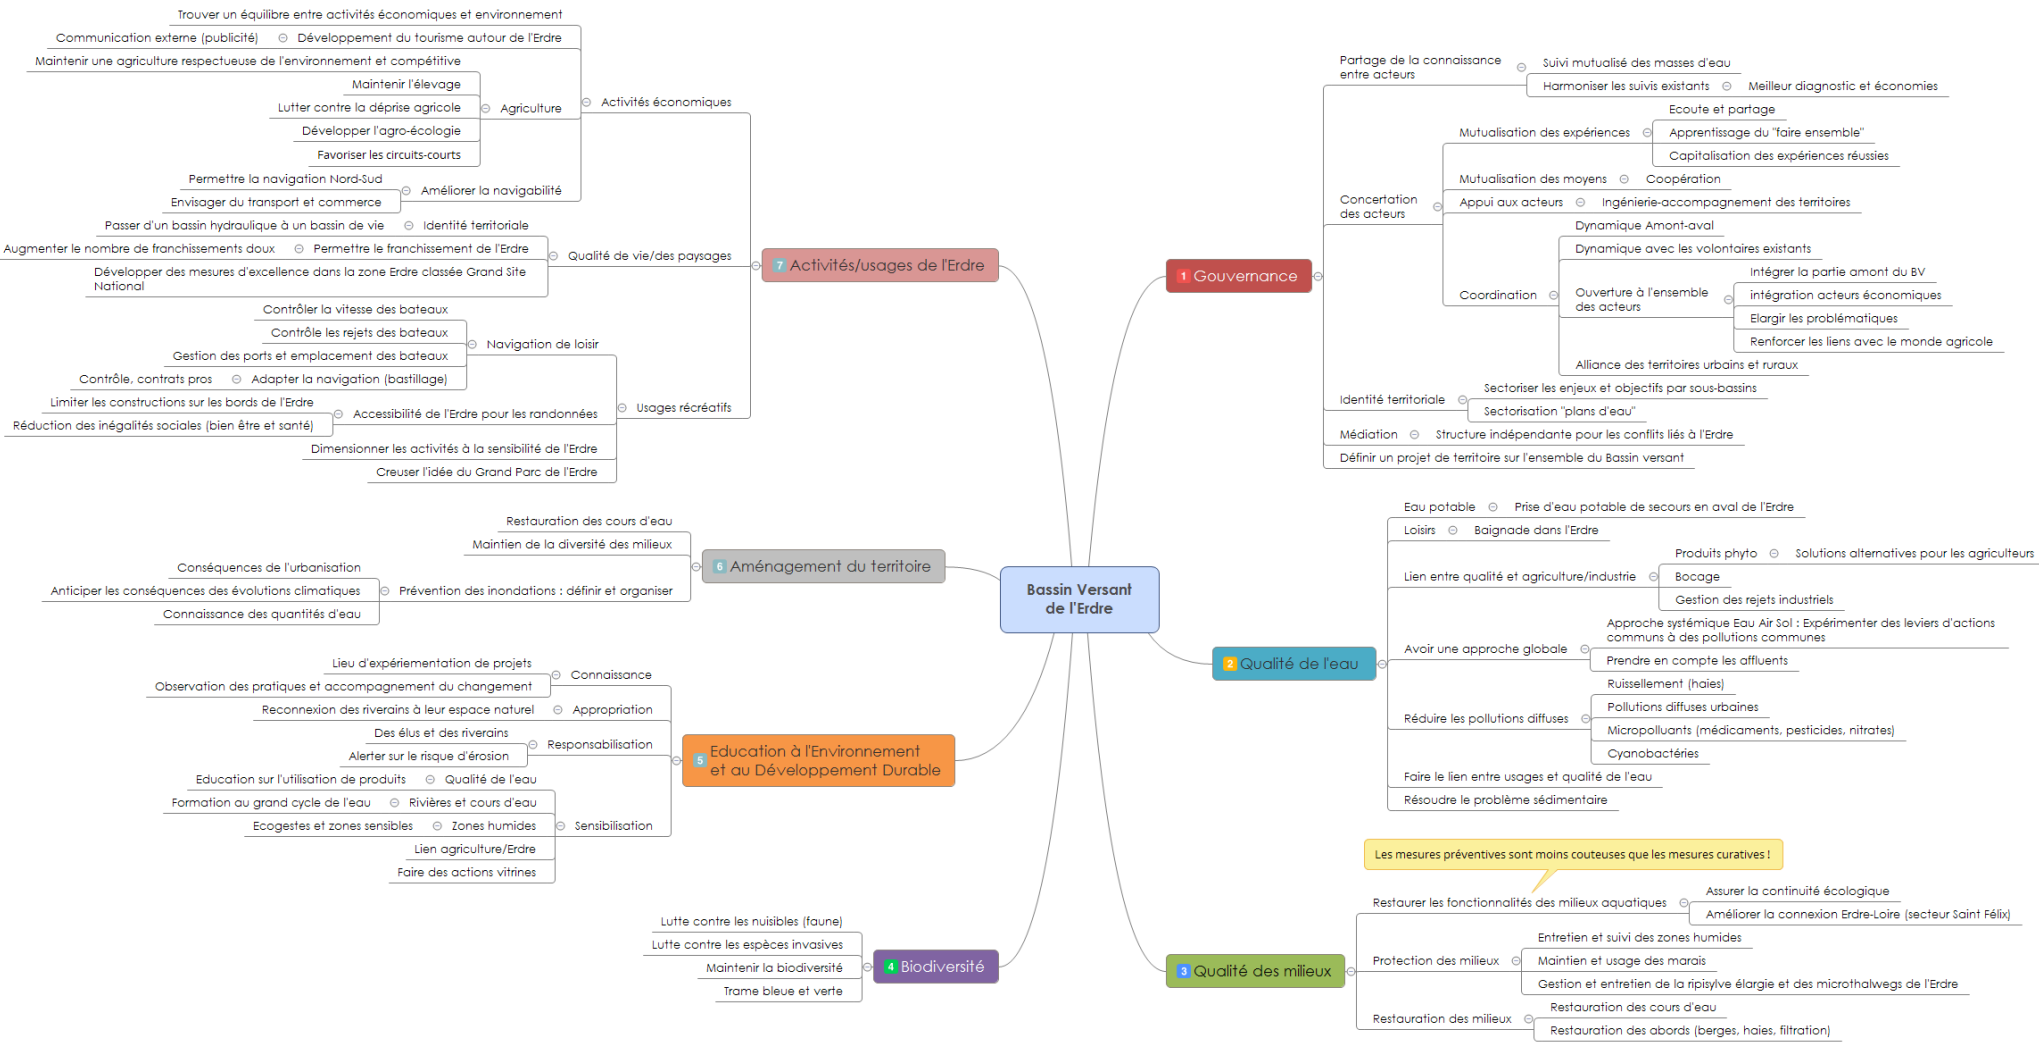 Bassin Versant
de l'Erdre
1 Gouvernance
Partage de la connaissance
entre acteurs
Suivi mutualisé des masses d'eau
Harmoniser les suivis existants
Meilleur diagnostic et économies
Concertation
des acteurs
Mutualisation des expériences
Ecoute et partage
Apprentissage du "faire ensemble"
Capitalisation des expériences réussies
Mutualisation des moyens
Coopération
Appui aux acteurs
Ingénierie-accompagnement des territoires
Coordination
Dynamique Amont-aval
Dynamique avec les volontaires existants
Ouverture à l'ensemble
des acteurs
Intégrer la partie amont du BV
intégration acteurs économiques
Elargir les problématiques
Renforcer les liens avec le monde agricole
Alliance des territoires urbains et ruraux
Identité territoriale
Sectoriser les enjeux et objectifs par sous-bassins
Sectorisation "plans d'eau"
Médiation
Structure indépendante pour les conflits liés à l'Erdre
Définir un projet de territoire sur l'ensemble du Bassin versant
2 Qualité de l'eau
Eau potable
Prise d'eau potable de secours en aval de l'Erdre
Loisirs
Baignade dans l'Erdre
Lien entre qualité et agriculture/industrie
Produits phyto
Solutions alternatives pour les agriculteurs
Bocage
Gestion des rejets industriels
Avoir une approche globale
Approche systémique Eau Air Sol : Expérimenter des leviers d'actions
communs à des pollutions communes
Prendre en compte les affluents
Réduire les pollutions diffuses
Ruissellement (haies)
Pollutions diffuses urbaines
Micropolluants (médicaments, pesticides, nitrates)
Cyanobactéries
Faire le lien entre usages et qualité de l'eau
Résoudre le problème sédimentaire
3 Qualité des milieux
Les mesures préventives sont moins couteuses que les mesures curatives !
Restaurer les fonctionnalités des milieux aquatiques
Assurer la continuité écologique
Améliorer la connexion Erdre-Loire (secteur Saint Félix)
Protection des milieux
Entretien et suivi des zones humides
Maintien et usage des marais
Gestion et entretien de la ripisylve élargie et des microthalwegs de l'Erdre
Restauration des milieux
Restauration des cours d'eau
Restauration des abords (berges, haies, filtration)
4 Biodiversité
Lutte contre les nuisibles (faune)
Lutte contre les espèces invasives
Maintenir la biodiversité
Trame bleue et verte
5 Education à l'Environnement
et au Développement Durable
Connaissance
Lieu d'expériementation de projets
Observation des pratiques et accompagnement du changement
Appropriation
Reconnexion des riverains à leur espace naturel
Responsabilisation
Des élus et des riverains
Alerter sur le risque d'érosion
Sensibilisation
Qualité de l'eau
Education sur l'utilisation de produits
Rivières et cours d'eau
Formation au grand cycle de l'eau
Zones humides
Ecogestes et zones sensibles
Lien agriculture/Erdre
Faire des actions vitrines
6 Aménagement du territoire
Restauration des cours d'eau
Maintien de la diversité des milieux
Prévention des inondations : définir et organiser
Conséquences de l'urbanisation
Anticiper les conséquences des évolutions climatiques
Connaissance des quantités d'eau
7 Activités/usages de l'Erdre
Activités économiques
Trouver un équilibre entre activités économiques et environnement
Développement du tourisme autour de l'Erdre
Communication externe (publicité)
Agriculture
Maintenir une agriculture respectueuse de l'environnement et compétitive
Maintenir l'élevage
Lutter contre la déprise agricole
Développer l'agro-écologie
Favoriser les circuits-courts
Améliorer la navigabilité
Permettre la navigation Nord-Sud
Envisager du transport et commerce
Qualité de vie/des paysages
Identité territoriale
Passer d'un bassin hydraulique à un bassin de vie
Permettre le franchissement de l'Erdre
Augmenter le nombre de franchissements doux
Développer des mesures d'excellence dans la zone Erdre classée Grand Site
National
Usages récréatifs
Navigation de loisir
Contrôler la vitesse des bateaux
Contrôle les rejets des bateaux
Gestion des ports et emplacement des bateaux
Adapter la navigation (bastillage)
Contrôle, contrats pros
Accessibilité de l'Erdre pour les randonnées
Limiter les constructions sur les bords de l'Erdre
Réduction des inégalités sociales (bien être et santé)
Dimensionner les activités à la sensibilité de l'Erdre
Creuser l'idée du Grand Parc de l'Erdre